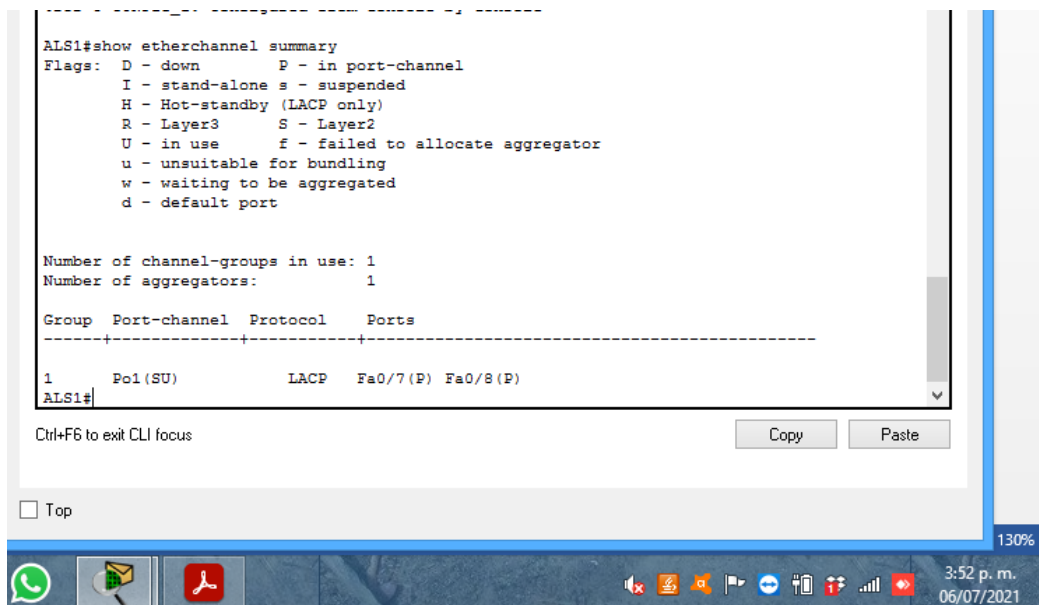 ALS1#show etherchannel summary
Flags:  D - down        P - in port-channel
        I - stand-alone s - suspended
        H - Hot-standby (LACP only)
        R - Layer3      S - Layer2
        U - in use      f - failed to allocate aggregator
        u - unsuitable for bundling
        w - waiting to be aggregated
        d - default port
Number of channel-groups in use: 1
Number of aggregators:           1
Group  Port-channel  Protocol    Ports
------+-------------+-----------+----------------------------------------------
1      Po1(SU)           LACP   Fa0/7(P) Fa0/8(P)
ALS1#
Ctrl+F6 to exit CLI focus
Copy
Paste
Top
130%
3:52 p. m.
06/07/2021